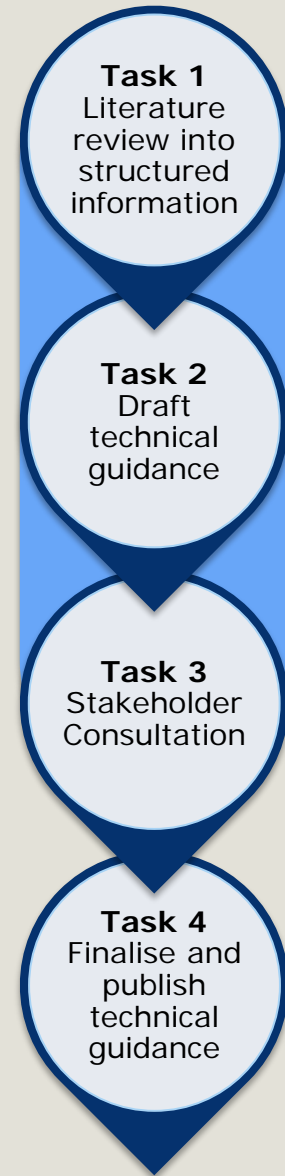 Task 1
Literature
review into
structured
information
Task 2
Draft
technical
guidance
Task 3
Stakeholder
Consultation
Task 4
Finalise and
publish
technical
guidance